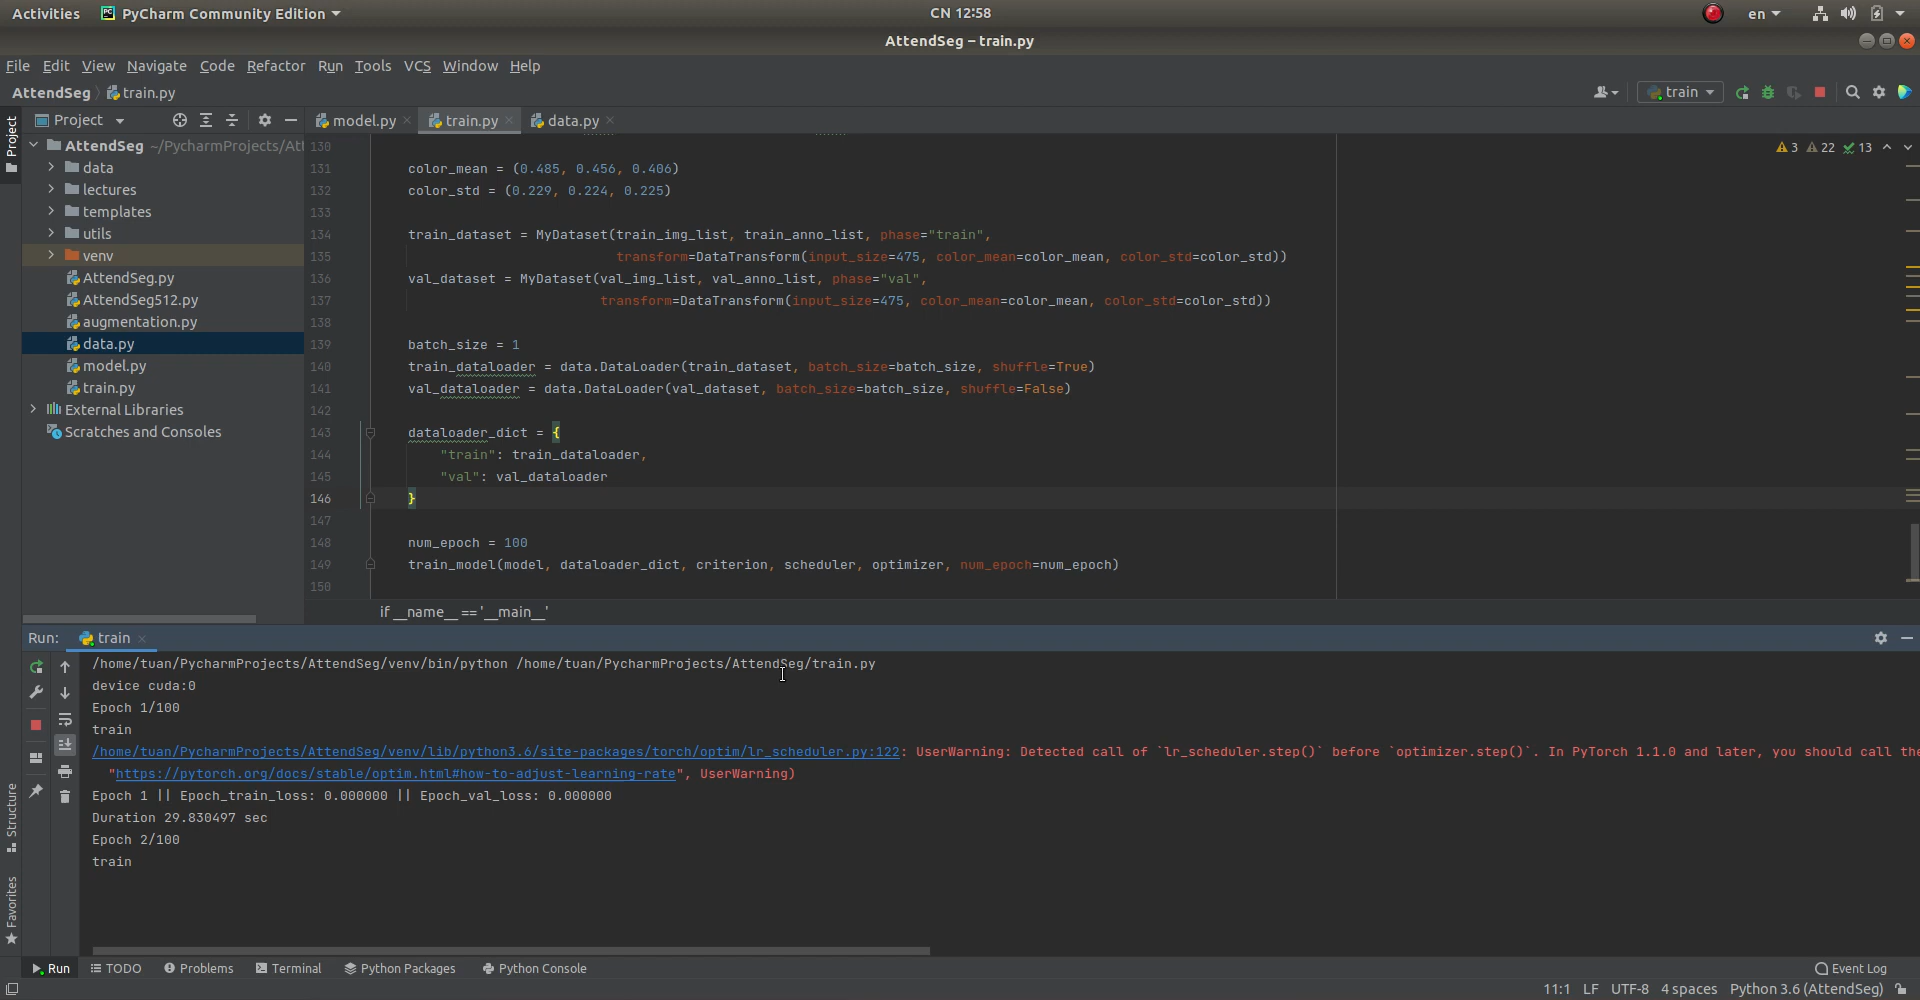 Activities PyCharm Community Edition CN 12:58 en
AttendSeg – train.py
File Edit View Navigate Code Refactor Run Tools VCS Window Help
AttendSeg train.py train
Project Project model.py train.py data.py
AttendSeg ~/PycharmProjects/Att
data
lectures
templates
utils
venv
AttendSeg.py
AttendSeg512.py
augmentation.py
data.py
model.py
train.py
External Libraries
Scratches and Consoles
3 22 13
130
131 color_mean = (0.485, 0.456, 0.406)
132 color_std = (0.229, 0.224, 0.225)
133
134 train_dataset = MyDataset(train_img_list, train_anno_list, phase="train",
135 transform=DataTransform(input_size=475, color_mean=color_mean, color_std=color_std))
136 val_dataset = MyDataset(val_img_list, val_anno_list, phase="val",
137 transform=DataTransform(input_size=475, color_mean=color_mean, color_std=color_std))
138
139 batch_size = 1
140 train_dataloader = data.DataLoader(train_dataset, batch_size=batch_size, shuffle=True)
141 val_dataloader = data.DataLoader(val_dataset, batch_size=batch_size, shuffle=False)
142
143 dataloader_dict = {
144 "train": train_dataloader,
145 "val": val_dataloader
146 }
147
148 num_epoch = 100
149 train_model(model, dataloader_dict, criterion, scheduler, optimizer, num_epoch=num_epoch)
150
if __name__ == '__main__'
Run: train
/home/tuan/PycharmProjects/AttendSeg/venv/bin/python /home/tuan/PycharmProjects/AttendSeg/train.py
device cuda:0
Epoch 1/100
train
/home/tuan/PycharmProjects/AttendSeg/venv/lib/python3.6/site-packages/torch/optim/lr_scheduler.py:122: UserWarning: Detected call of `lr_scheduler.step()` before `optimizer.step()`. In PyTorch 1.1.0 and later, you should call the
"https://pytorch.org/docs/stable/optim.html#how-to-adjust-learning-rate", UserWarning)
Epoch 1 || Epoch_train_loss: 0.000000 || Epoch_val_loss: 0.000000
Duration 29.830497 sec
Epoch 2/100
train
Structure
Favorites
Run TODO Problems Terminal Python Packages Python Console Event Log
11:1 LF UTF-8 4 spaces Python 3.6 (AttendSeg)